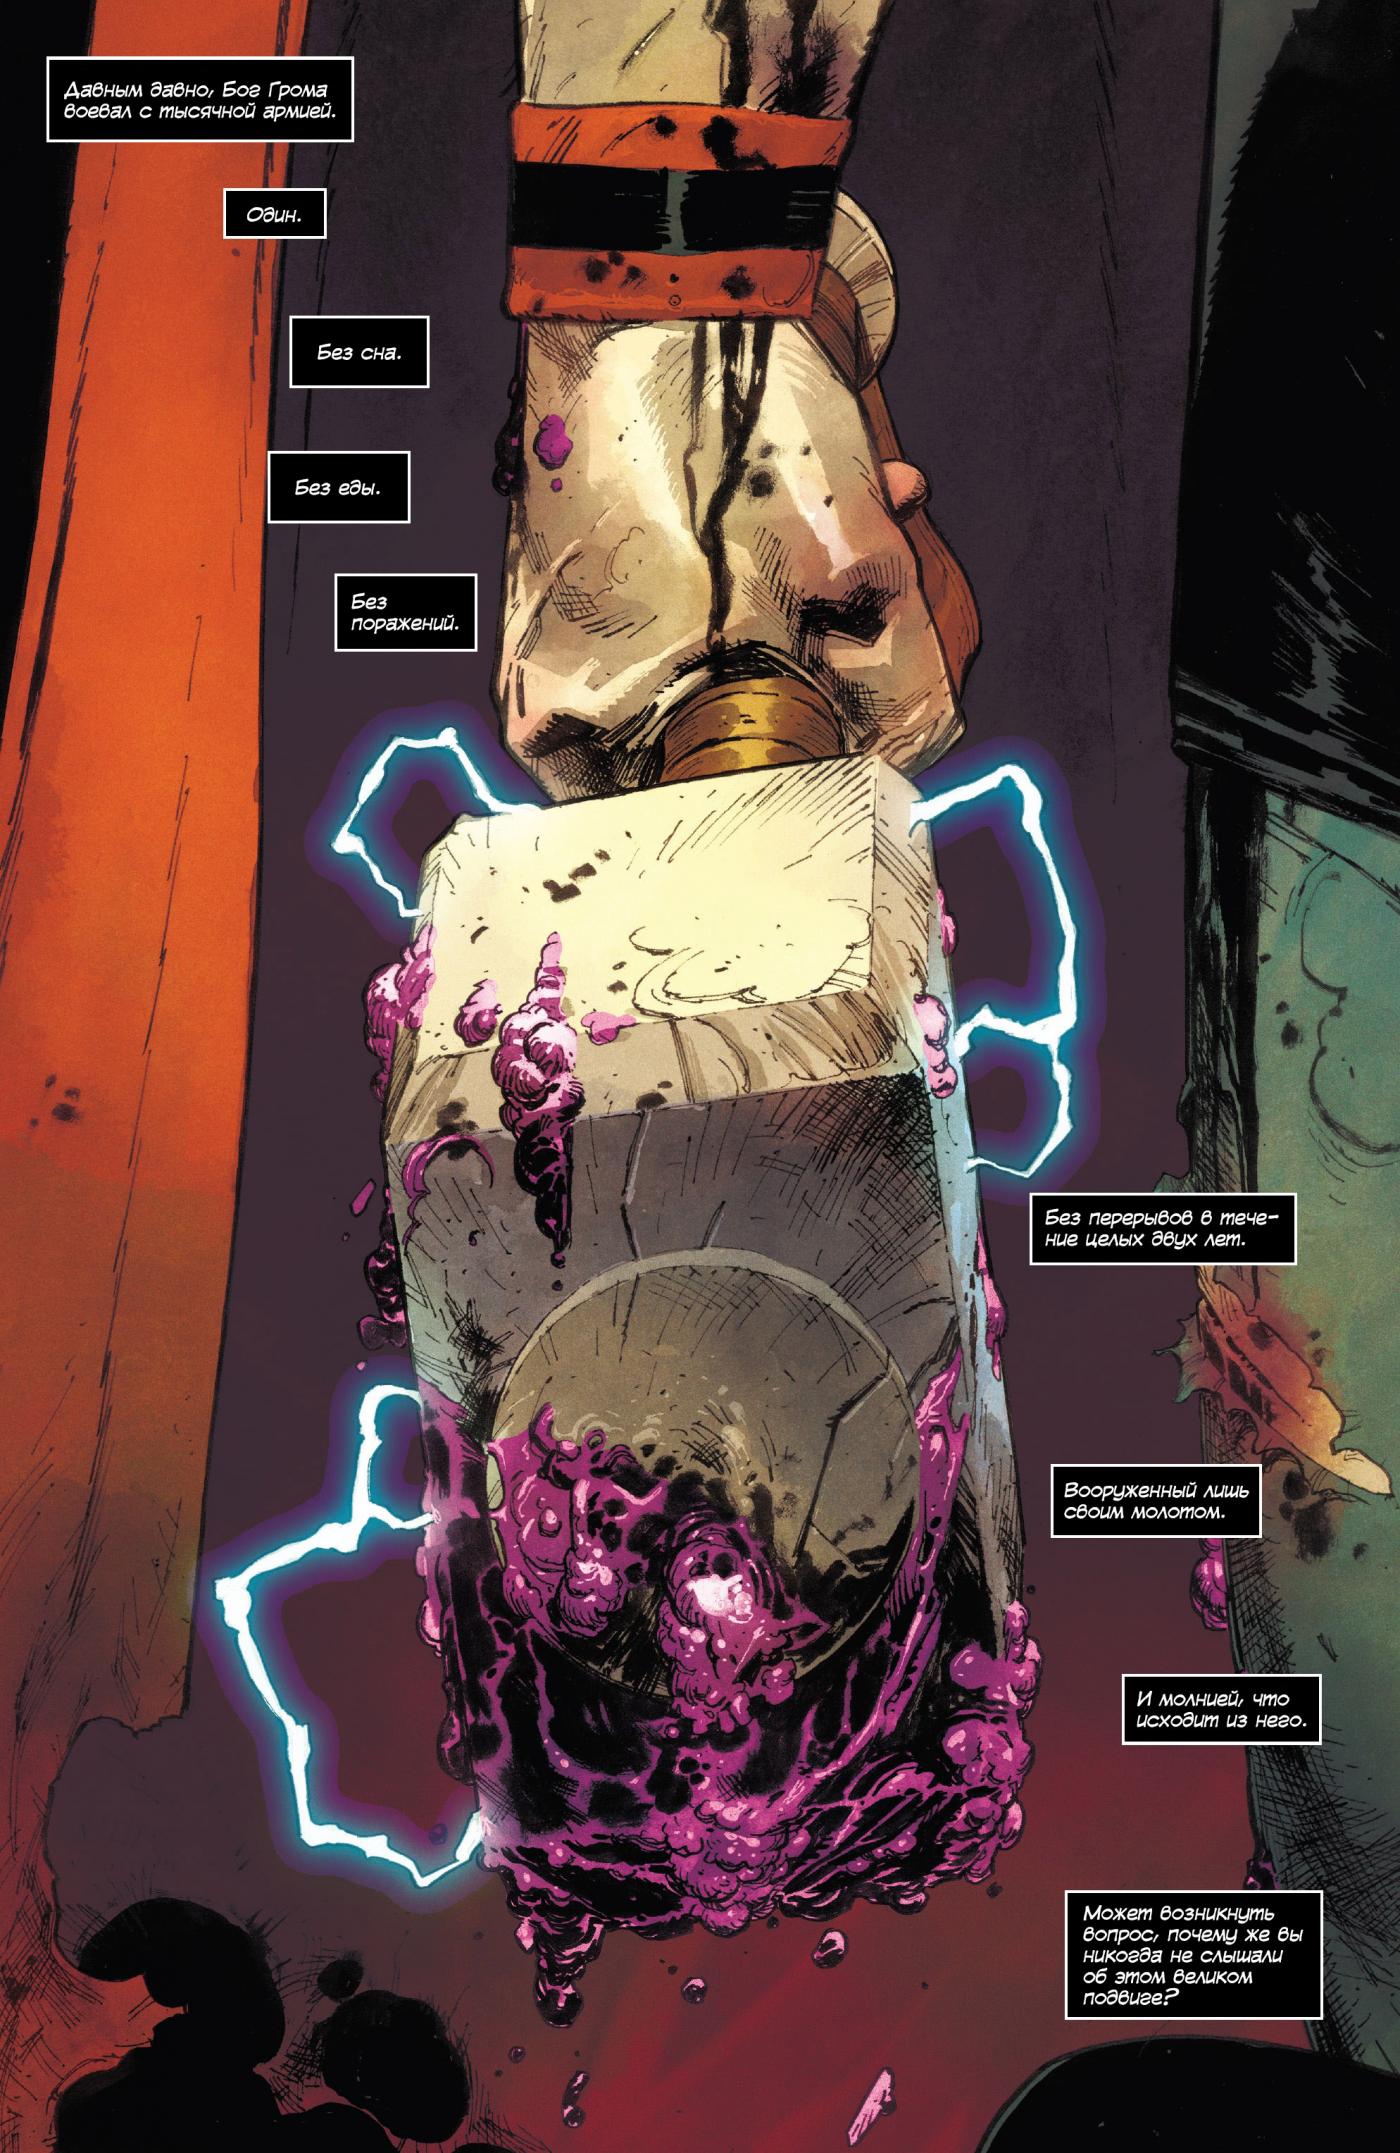 Давным давно, Бог Грома
воевал с тысячной армией.
Один.
Без сна.
Без еды.
Без
поражений.
Без перерывов в тече-
ние целых двух лет.
Вооруженный лишь
своим молотом.
И молнией, что
исходит из него.
Может возникнуть
вопрос, почему же вы
никогда не слышали
об этом великом
подвиге?